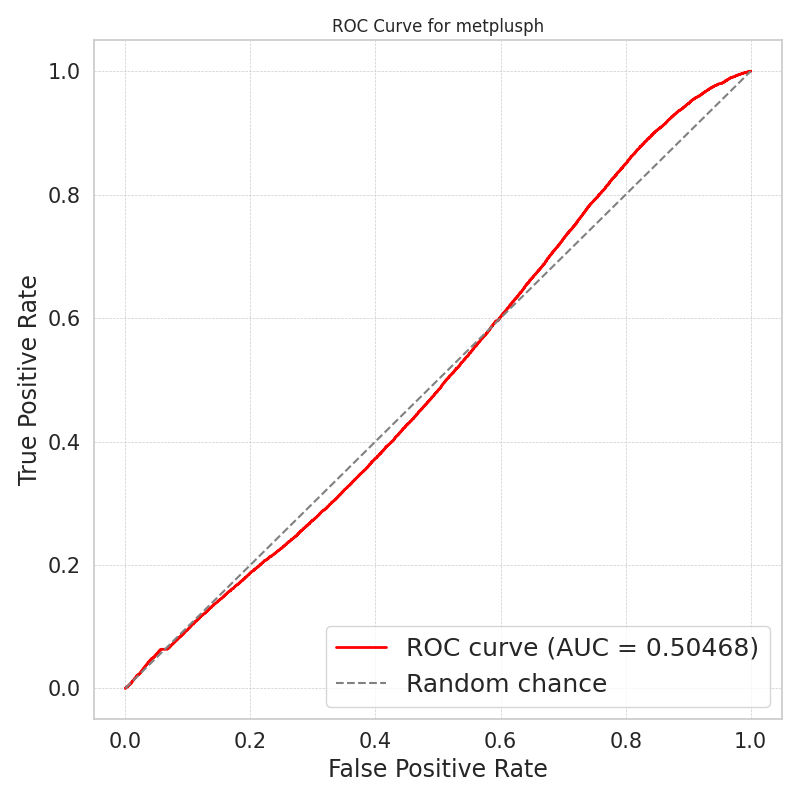 ROC Curve for metplusph
1.0
0.8
0.6
0.4
0.2
0.0
True Positive Rate
ROC curve (AUC = 0.50468)
Random chance
0.0 0.2 0.4 0.6 0.8 1.0
False Positive Rate